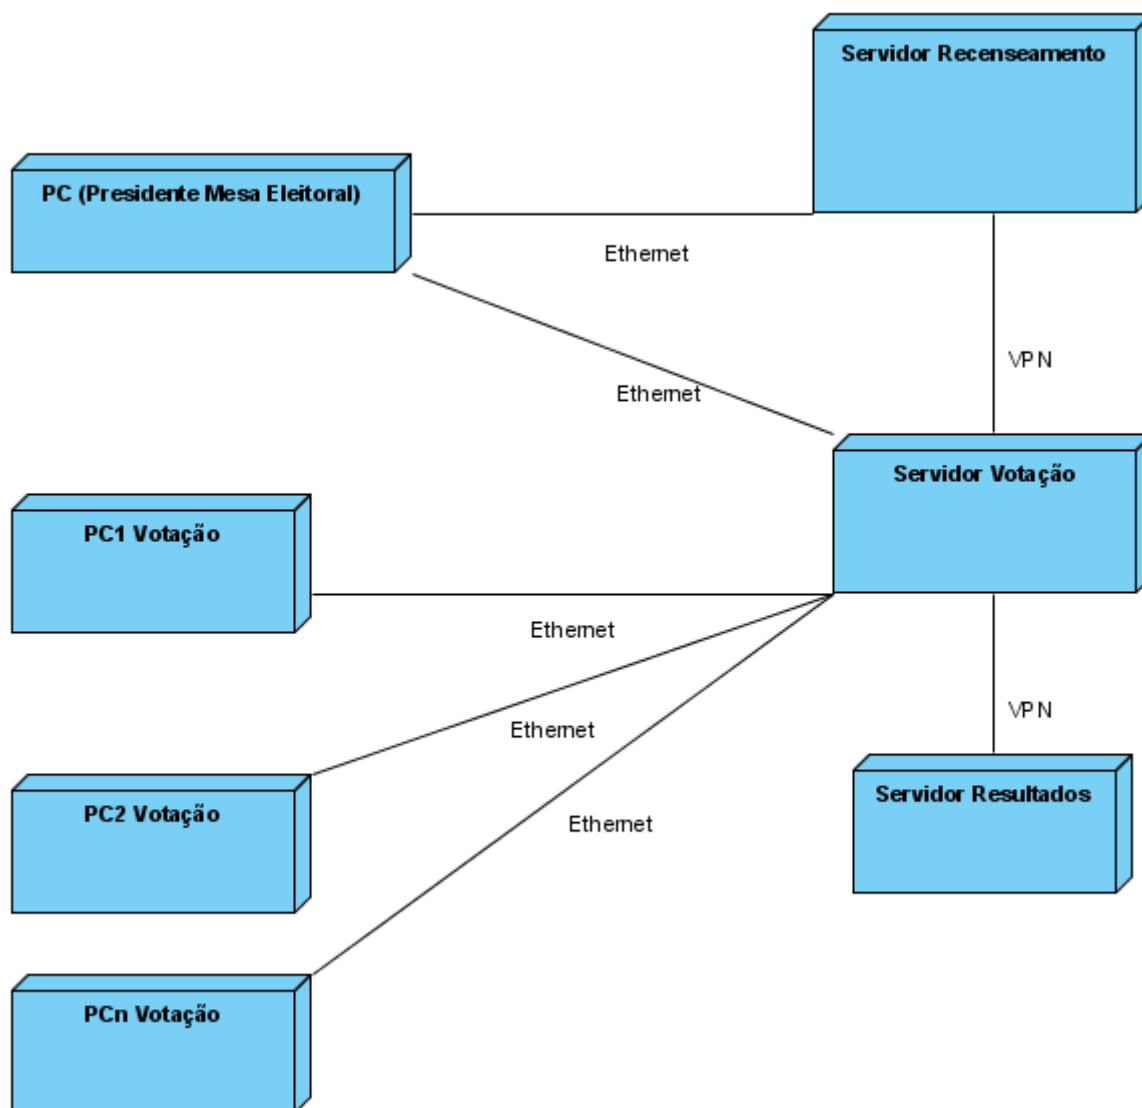 Servidor Recenseamento
PC (Presidente Mesa Eleitoral)
Ethernet
VPN
Ethernet
Servidor Votação
PC1 Votação
Ethernet
VPN
Ethernet
PC2 Votação
Servidor Resultados
Ethernet
PCn Votação